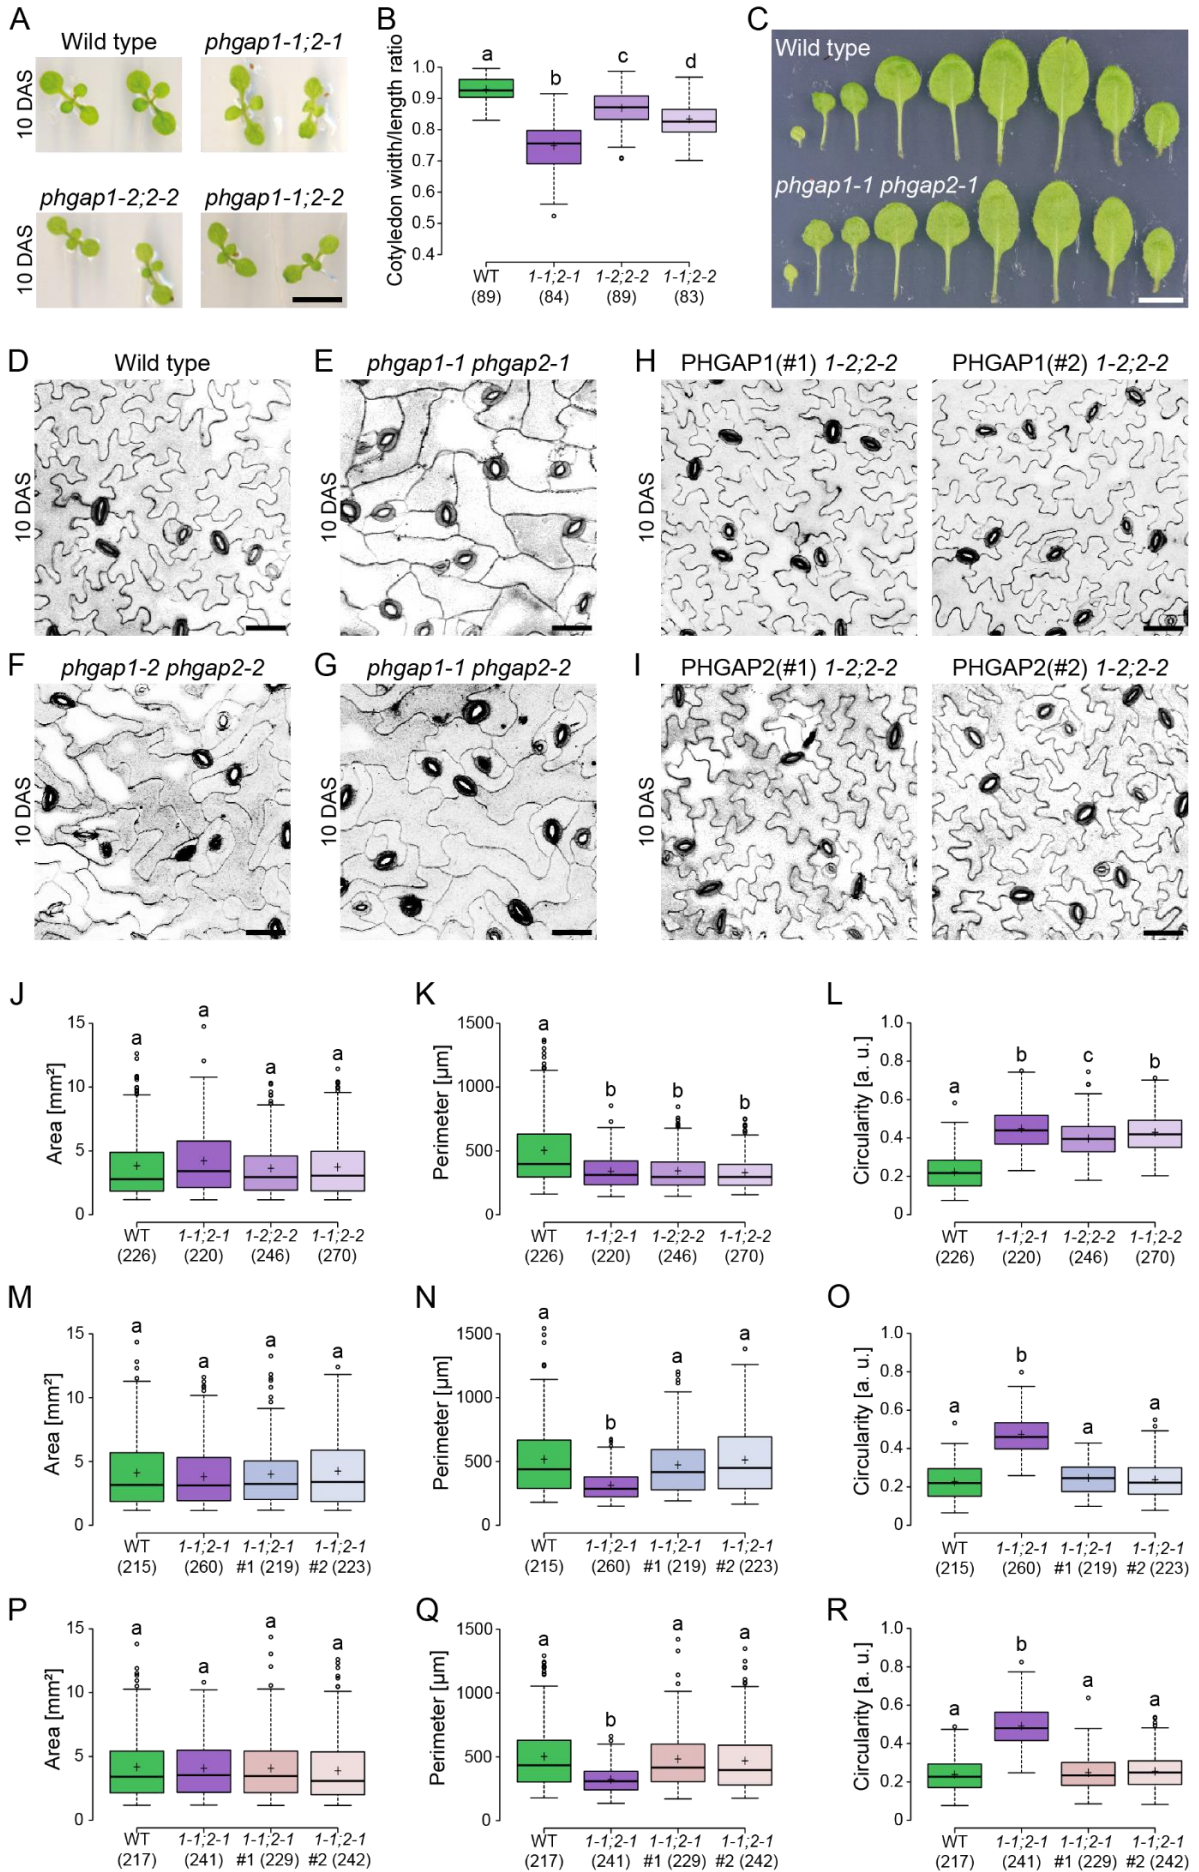 A
Wild type
phgap1-1;2-1
10 DAS
phgap1-2;2-2
phgap1-1;2-2
10 DAS
B
Cotyledon width/length ratio
1.0
0.9
0.8
0.7
0.6
0.5
0.4
a
b
c
d
WT
(89)
1-1;2-1
(84)
1-2;2-2
(89)
1-1;2-2
(83)
C
Wild type
phgap1-1 phgap2-1
D
Wild type
10 DAS
E
phgap1-1 phgap2-1
10 DAS
H
PHGAP1(#1) 1-2;2-2
PHGAP1(#2) 1-2;2-2
10 DAS
F
phgap1-2 phgap2-2
10 DAS
G
phgap1-1 phgap2-2
10 DAS
I
PHGAP2(#1) 1-2;2-2
PHGAP2(#2) 1-2;2-2
10 DAS
J
Area [mm²]
15
10
5
0
a
a
a
a
WT
(226)
1-1;2-1
(220)
1-2;2-2
(246)
1-1;2-2
(270)
K
Perimeter [µm]
1500
1000
500
0
a
b
b
b
WT
(226)
1-1;2-1
(220)
1-2;2-2
(246)
1-1;2-2
(270)
L
Circularity [a. u.]
1.0
0.8
0.6
0.4
0.2
0
a
b
c
b
WT
(226)
1-1;2-1
(220)
1-2;2-2
(246)
1-1;2-2
(270)
M
Area [mm²]
15
10
5
0
a
a
a
a
WT
(215)
1-1;2-1
(260)
1-1;2-1
#1 (219)
1-1;2-1
#2 (223)
N
Perimeter [µm]
1500
1000
500
0
a
b
a
a
WT
(215)
1-1;2-1
(260)
1-1;2-1
#1 (219)
1-1;2-1
#2 (223)
O
Circularity [a. u.]
1.0
0.8
0.6
0.4
0.2
0
a
b
a
a
WT
(215)
1-1;2-1
(260)
1-1;2-1
#1 (219)
1-1;2-1
#2 (223)
P
Area [mm²]
15
10
5
0
a
a
a
a
WT
(217)
1-1;2-1
(241)
1-1;2-1
#1 (229)
1-1;2-1
#2 (242)
Q
Perimeter [µm]
1500
1000
500
0
a
b
a
a
WT
(217)
1-1;2-1
(241)
1-1;2-1
#1 (229)
1-1;2-1
#2 (242)
R
Circularity [a. u.]
1.0
0.8
0.6
0.4
0.2
0
a
b
a
a
WT
(217)
1-1;2-1
(241)
1-1;2-1
#1 (229)
1-1;2-1
#2 (242)